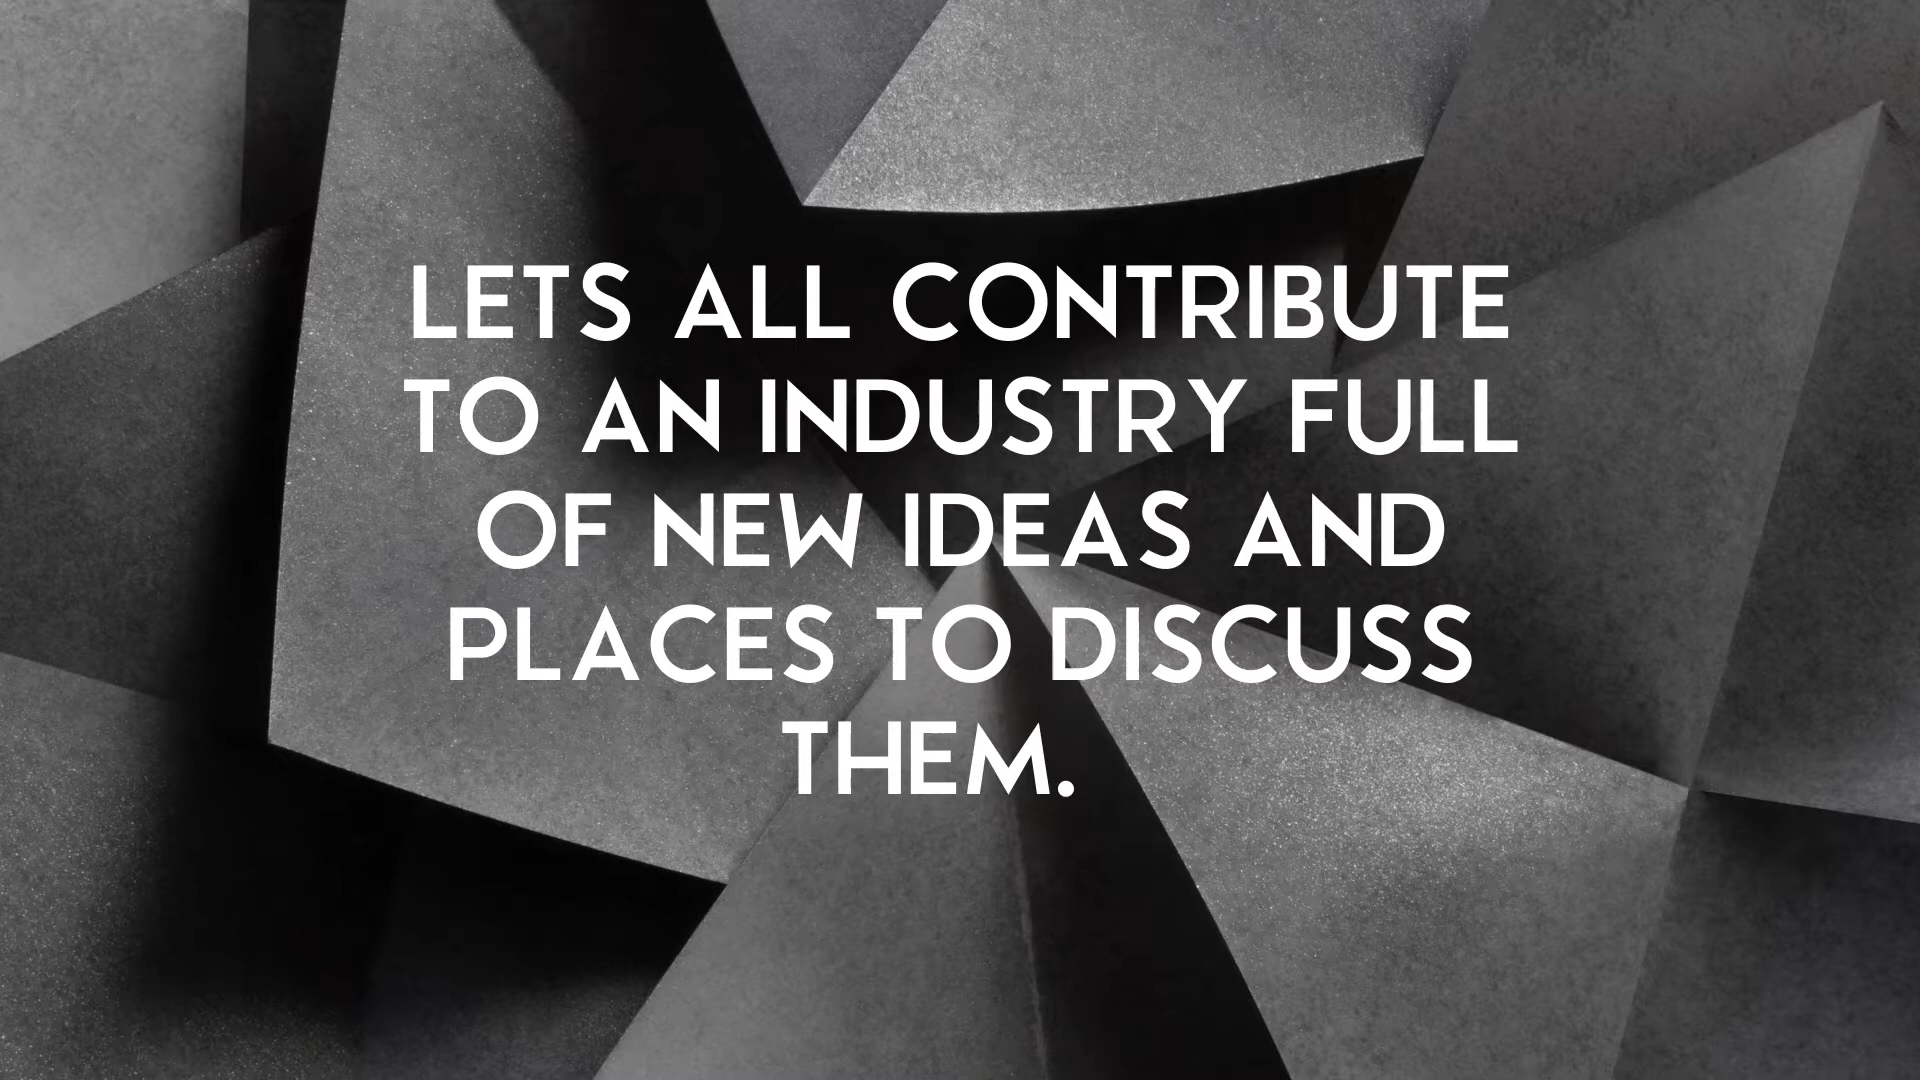 LETS ALL CONTRIBUTE
TO AN INDUSTRY FULL
OF NEW IDEAS AND
PLACES TO DISCUSS
THEM.